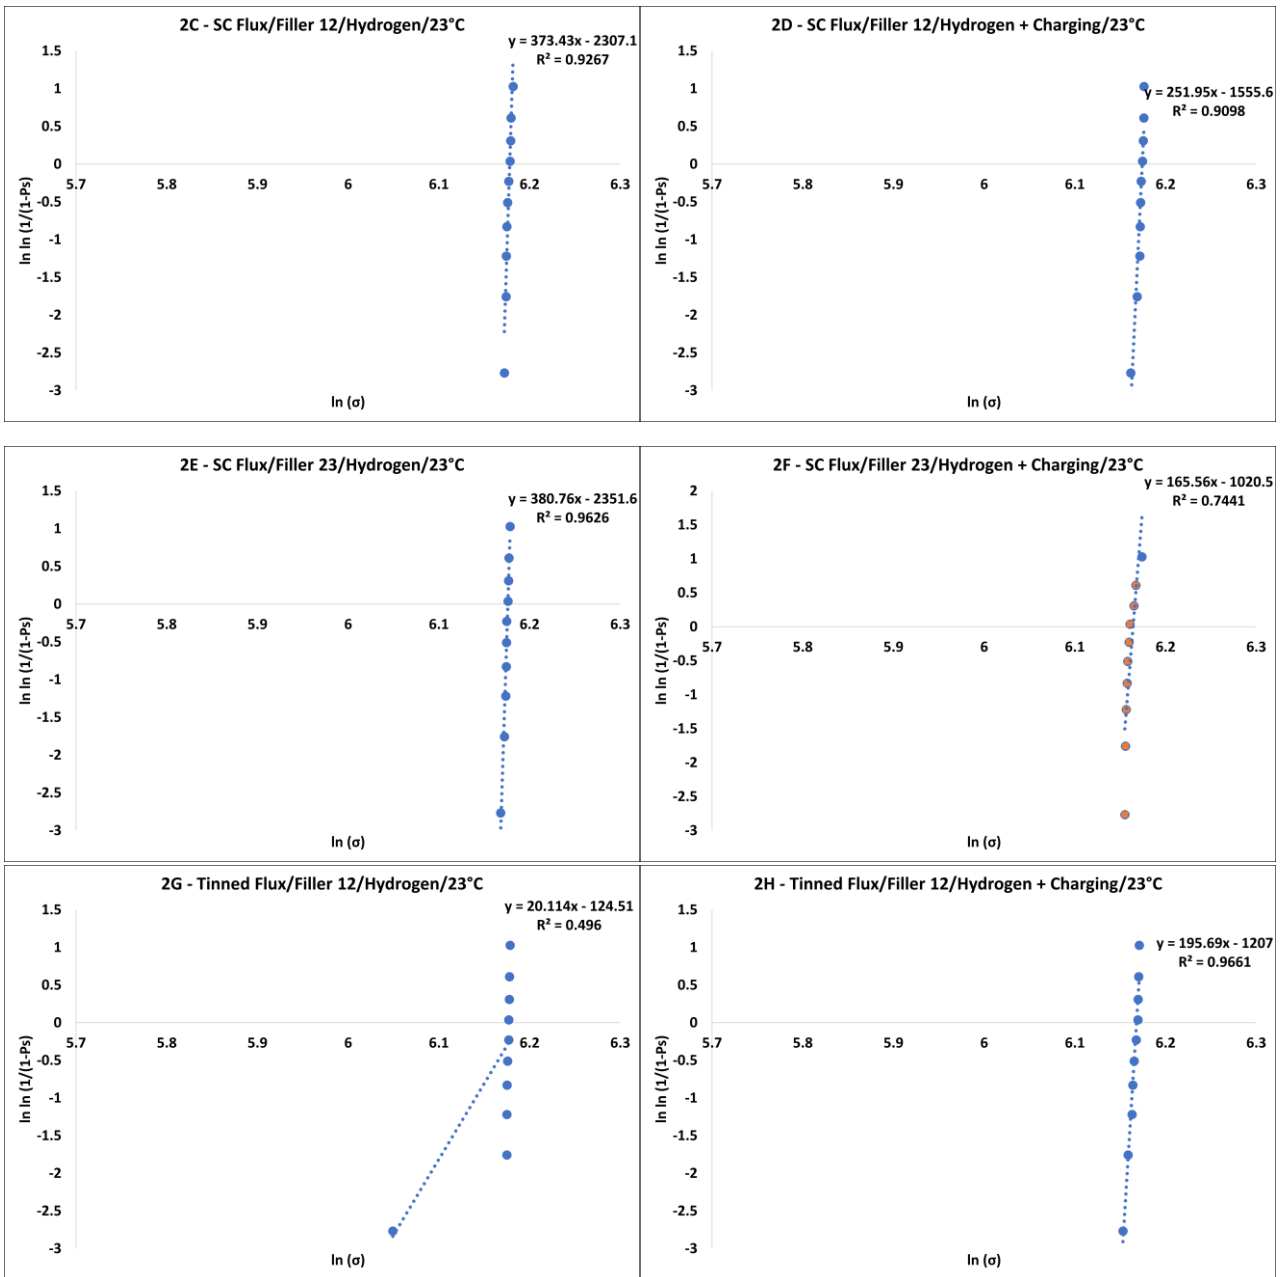 2C - SC Flux/Filler 12/Hydrogen/23°C
y = 373.43x - 2307.1
R² = 0.9267
1.5
1
0.5
0
-0.5
-1
-1.5
-2
-2.5
-3
5.7 5.8 5.9 6 6.1 6.2 6.3
ln ln (1/(1-Ps)
ln (σ)
2D - SC Flux/Filler 12/Hydrogen + Charging/23°C
y = 251.95x - 1555.6
R² = 0.9098
1.5
1
0.5
0
-0.5
-1
-1.5
-2
-2.5
-3
5.7 5.8 5.9 6 6.1 6.2 6.3
ln ln (1/(1-Ps)
ln (σ)
2E - SC Flux/Filler 23/Hydrogen/23°C
y = 380.76x - 2351.6
R² = 0.9626
1.5
1
0.5
0
-0.5
-1
-1.5
-2
-2.5
-3
5.7 5.8 5.9 6 6.1 6.2 6.3
ln ln (1/(1-Ps)
ln (σ)
2F - SC Flux/Filler 23/Hydrogen + Charging/23°C
y = 165.56x - 1020.5
R² = 0.7441
2
1.5
1
0.5
0
-0.5
-1
-1.5
-2
-2.5
-3
5.7 5.8 5.9 6 6.1 6.2 6.3
ln ln (1/(1-Ps)
ln (σ)
2G - Tinned Flux/Filler 12/Hydrogen/23°C
y = 20.114x - 124.51
R² = 0.496
1.5
1
0.5
0
-0.5
-1
-1.5
-2
-2.5
-3
5.7 5.8 5.9 6 6.1 6.2 6.3
ln ln (1/(1-Ps)
ln (σ)
2H - Tinned Flux/Filler 12/Hydrogen + Charging/23°C
y = 195.69x - 1207
R² = 0.9661
1.5
1
0.5
0
-0.5
-1
-1.5
-2
-2.5
-3
5.7 5.8 5.9 6 6.1 6.2 6.3
ln ln (1/(1-Ps)
ln (σ)